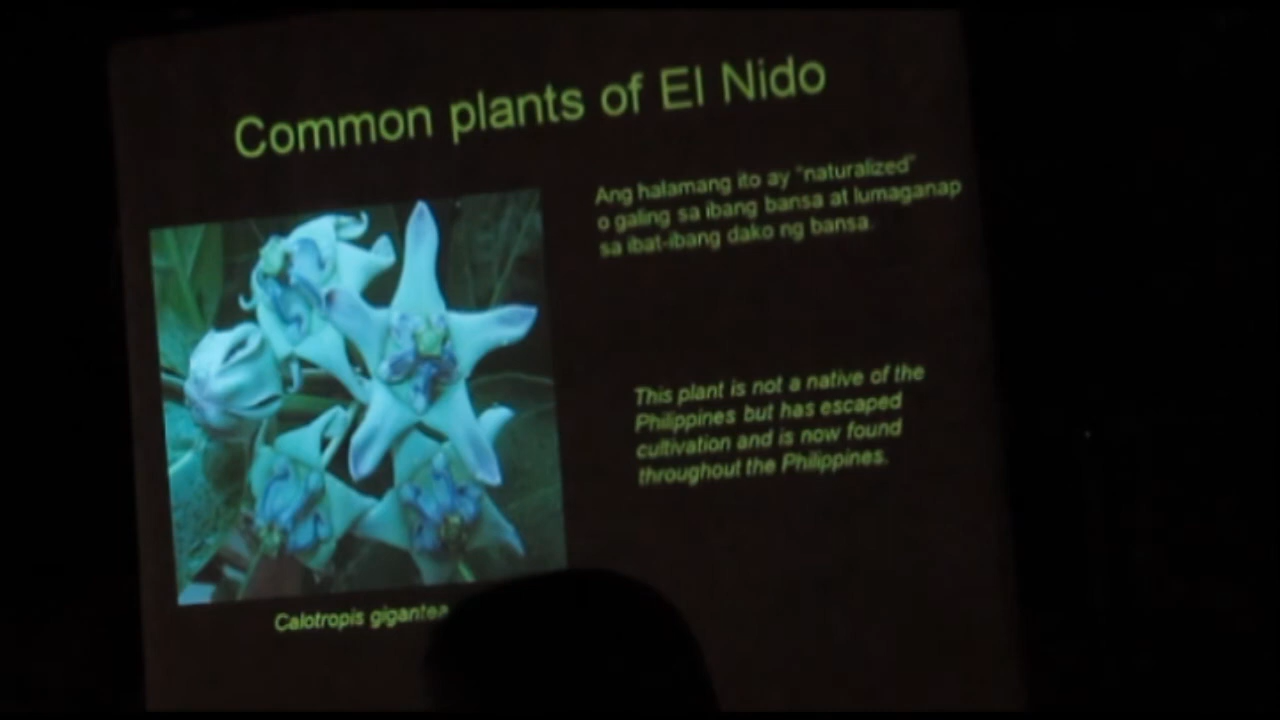 Common plants of El Nido
Ang halamang ito ay "naturalized"
o galing sa ibang bansa at lumaganap
sa ibat-ibang dako ng bansa.
This plant is not a native of the
Philippines but has escaped
cultivation and is now found
throughout the Philippines.
Calotropis gigantea